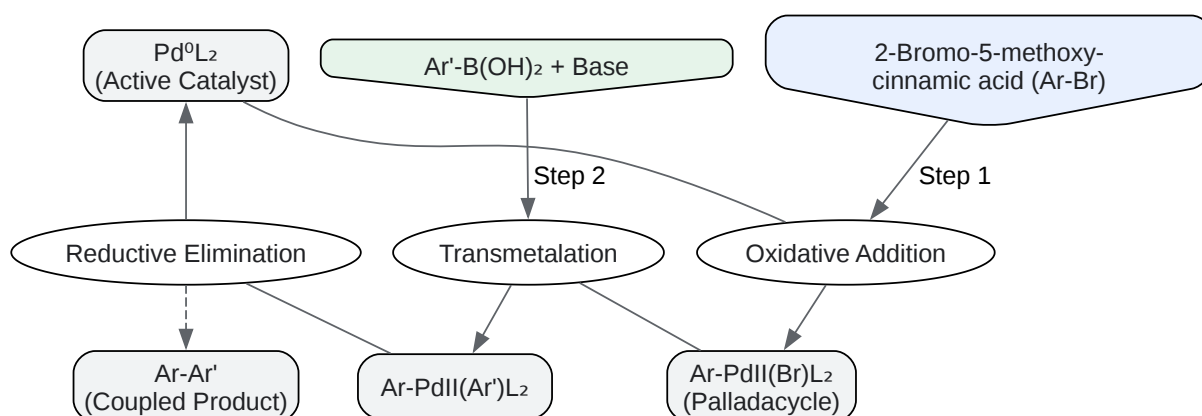 Pd⁰L₂
(Active Catalyst)
Ar'-B(OH)₂ + Base
2-Bromo-5-methoxy-
cinnamic acid (Ar-Br)
Step 2
Step 1
Reductive Elimination
Transmetalation
Oxidative Addition
Ar-Ar'
(Coupled Product)
Ar-PdII(Ar')L₂
Ar-PdII(Br)L₂
(Palladacycle)